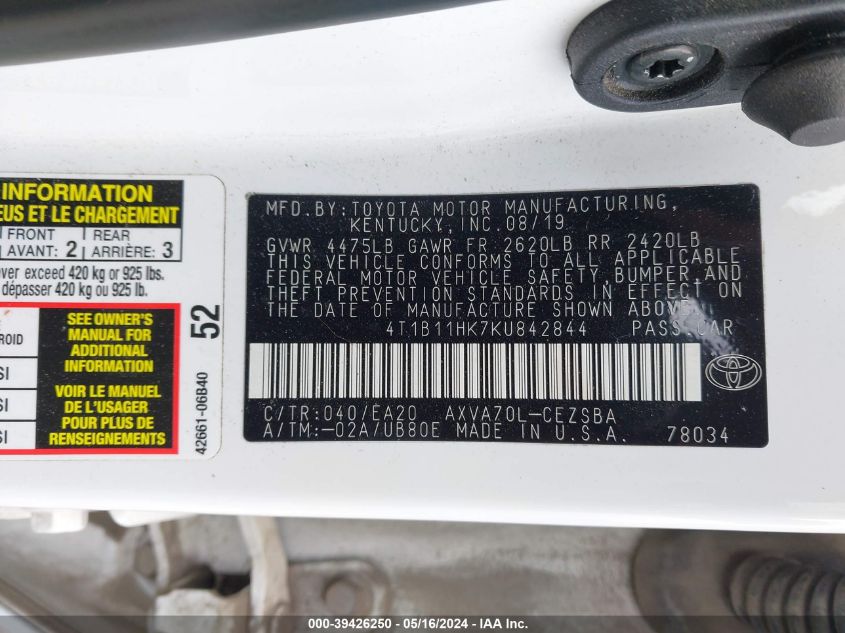 INFORMATION
EUS ET LE CHARGEMENT
FRONT REAR
AVANT: 2 ARRIÈRE: 3
ver exceed 420 kg or 925 lbs.
dépasser 420 kg ou 925 lb.
ROID
SI
SI
SI
SEE OWNER'S
MANUAL FOR
ADDITIONAL
INFORMATION
VOIR LE MANUEL
DE L'USAGER
POUR PLUS DE
RENSEIGNEMENTS
52
42661-06B40
MFD.BY:TOYOTA MOTOR MANUFACTURING,
KENTUCKY, INC.08/19
GVWR 4475LB GAWR FR 2620LB RR 2420LB
THIS VEHICLE CONFORMS TO ALL APPLICABLE
FEDERAL MOTOR VEHICLE SAFETY, BUMPER, AND
THEFT PREVENTION STANDARDS IN EFFECT ON
THE DATE OF MANUFACTURE SHOWN ABOVE.
4T1B11HK7KU842844 PASS.CAR
C/TR:040/EA20 AXVA70L-CEZSBA
A/TM:-02A/UB80E MADE IN U.S.A. 78034
000-39426250 - 05/16/2024 - IAA Inc.